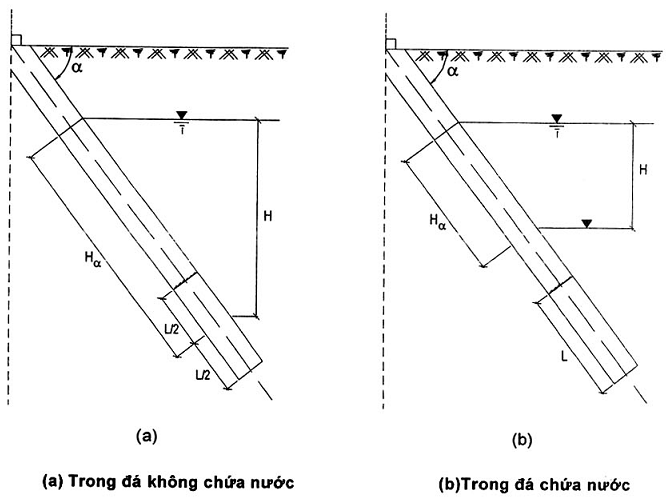 α
H
Hα
L/2
L/2
(a)
(a) Trong đá không chứa nước
α
H
Hα
L
(b)
(b)Trong đá chứa nước